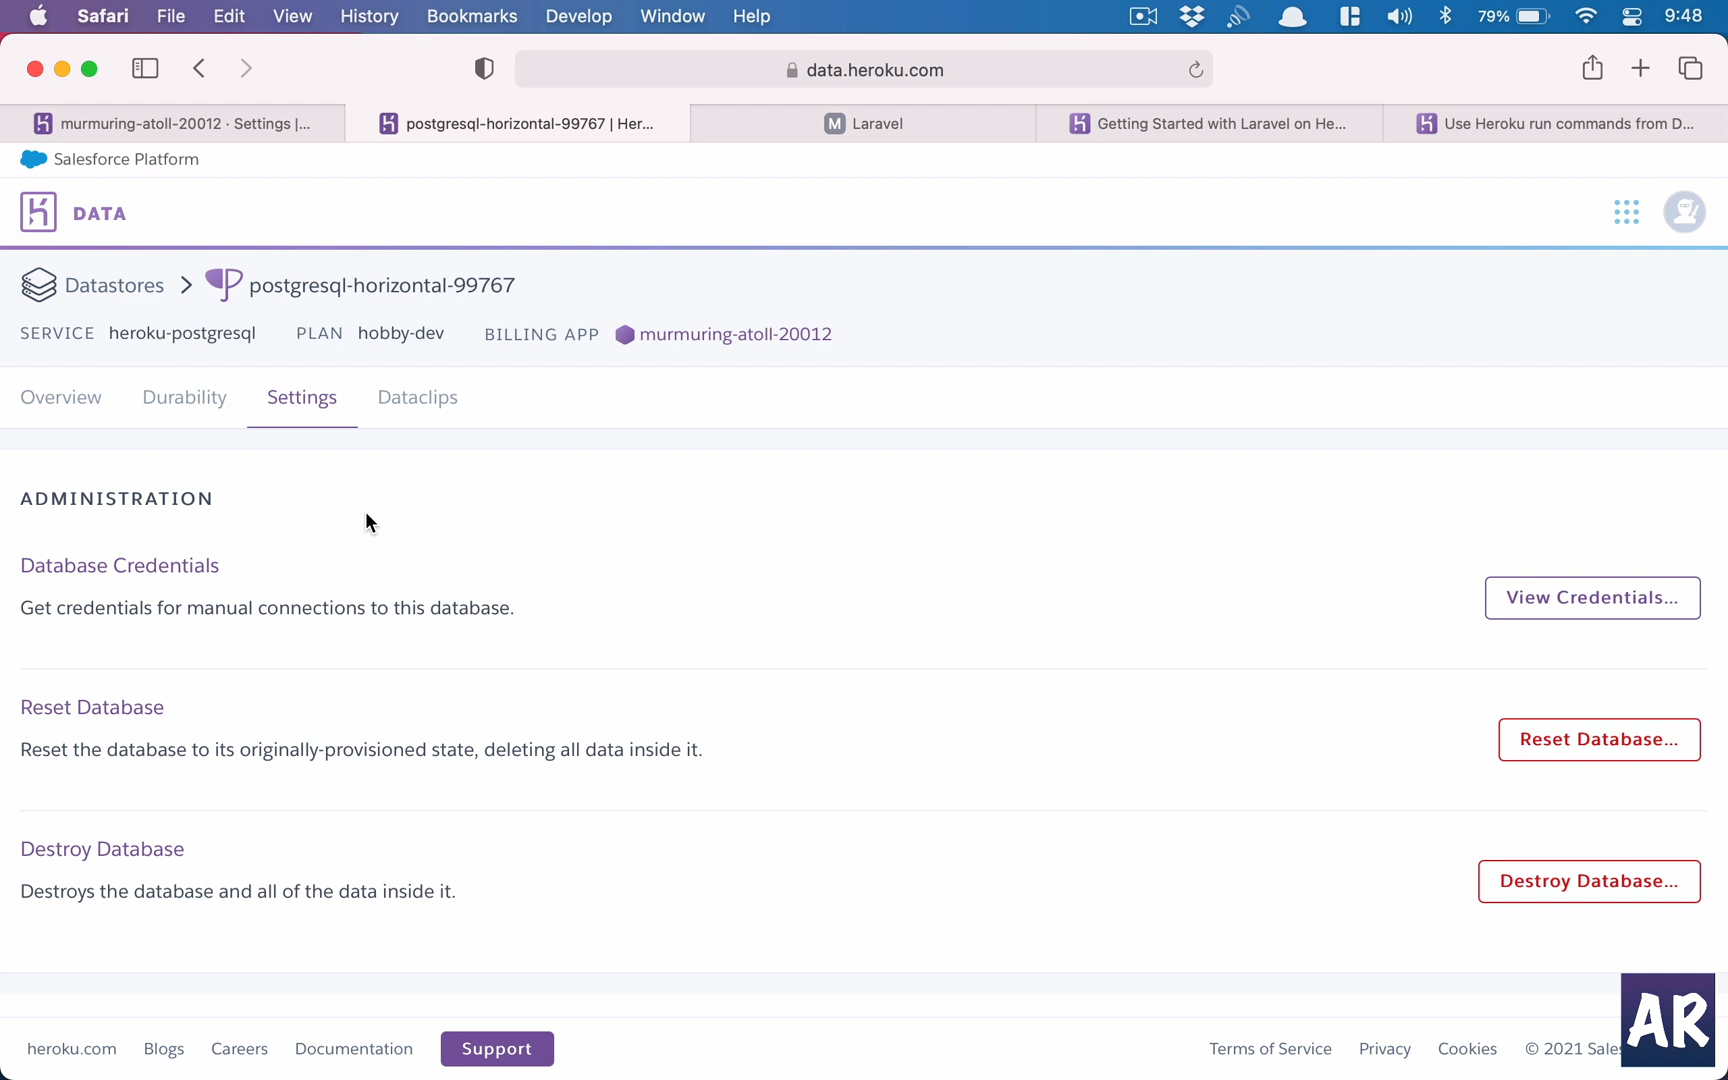 Safari File Edit View History Bookmarks Develop Window Help 79% 9:48
data.heroku.com
murmuring-atoll-20012 · Settings |... postgresql-horizontal-99767 | Her... M Laravel Getting Started with Laravel on He... Use Heroku run commands from D...
Salesforce Platform
DATA
Datastores > postgresql-horizontal-99767
SERVICE heroku-postgresql PLAN hobby-dev BILLING APP murmuring-atoll-20012
Overview Durability Settings Dataclips
ADMINISTRATION
Database Credentials
Get credentials for manual connections to this database.
View Credentials...
Reset Database
Reset the database to its originally-provisioned state, deleting all data inside it.
Reset Database...
Destroy Database
Destroys the database and all of the data inside it.
Destroy Database...
heroku.com Blogs Careers Documentation Support Terms of Service Privacy Cookies © 2021 Sales
AR